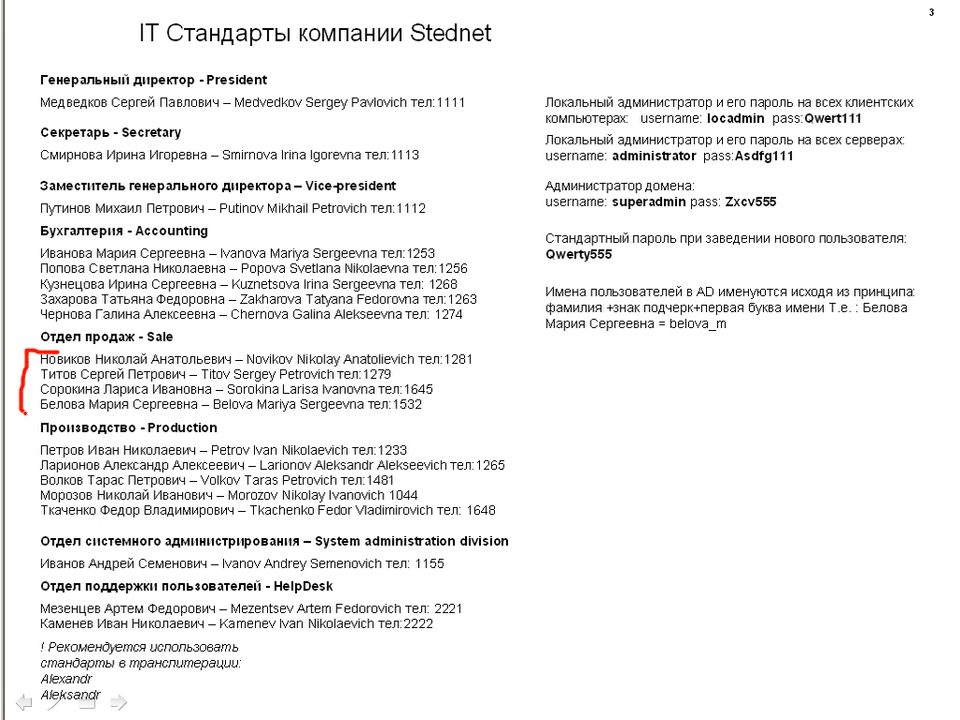 3
IT Стандарты компании Stednet
Генеральный директор - President
Медведков Сергей Павлович – Medvedkov Sergey Pavlovich тел:1111
Секретарь - Secretary
Смирнова Ирина Игоревна – Smirnova Irina Igorevna тел:1113
Заместитель генерального директора – Vice-president
Путинов Михаил Петрович – Putinov Mikhail Petrovich тел:1112
Бухгалтерия - Accounting
Иванова Мария Сергеевна – Ivanova Mariya Sergeevna тел:1253
Попова Светлана Николаевна – Popova Svetlana Nikolaevna тел:1256
Кузнецова Ирина Сергеевна – Kuznetsova Irina Sergeevna тел: 1268
Захарова Татьяна Федоровна – Zakharova Tatyana Fedorovna тел:1263
Чернова Галина Алексеевна – Chernova Galina Alekseevna тел: 1274
Отдел продаж - Sale
Новиков Николай Анатольевич – Novikov Nikolay Anatolievich тел:1281
Титов Сергей Петрович – Titov Sergey Petrovich тел:1279
Сорокина Лариса Ивановна – Sorokina Larisa Ivanovna тел:1645
Белова Мария Сергеевна – Belova Mariya Sergeevna тел:1532
Производство - Production
Петров Иван Николаевич – Petrov Ivan Nikolaevich тел:1233
Ларионов Александр Алексеевич – Larionov Aleksandr Alekseevich тел:1265
Волков Тарас Петрович – Volkov Taras Petrovich тел:1481
Морозов Николай Иванович – Morozov Nikolay Ivanovich 1044
Ткаченко Федор Владимирович – Tkachenko Fedor Vladimirovich тел: 1648
Отдел системного администрирования – System administration division
Иванов Андрей Семенович – Ivanov Andrey Semenovich тел: 1155
Отдел поддержки пользователей - HelpDesk
Мезенцев Артем Федорович – Mezentsev Artem Fedorovich тел: 2221
Каменев Иван Николаевич – Kamenev Ivan Nikolaevich тел:2222
! Рекомендуется использовать
стандарты в транслитерации:
Alexandr
Aleksandr
Локальный администратор и его пароль на всех клиентских
компьютерах: username: locadmin pass:Qwert111
Локальный администратор и его пароль на всех серверах:
username: administrator pass:Asdfg111
Администратор домена:
username: superadmin pass: Zxcv555
Стандартный пароль при заведении нового пользователя:
Qwerty555
Имена пользователей в AD именуются исходя из принципа:
фамилия +знак подчерк+первая буква имени Т.е. : Белова
Мария Сергеевна = belova_m